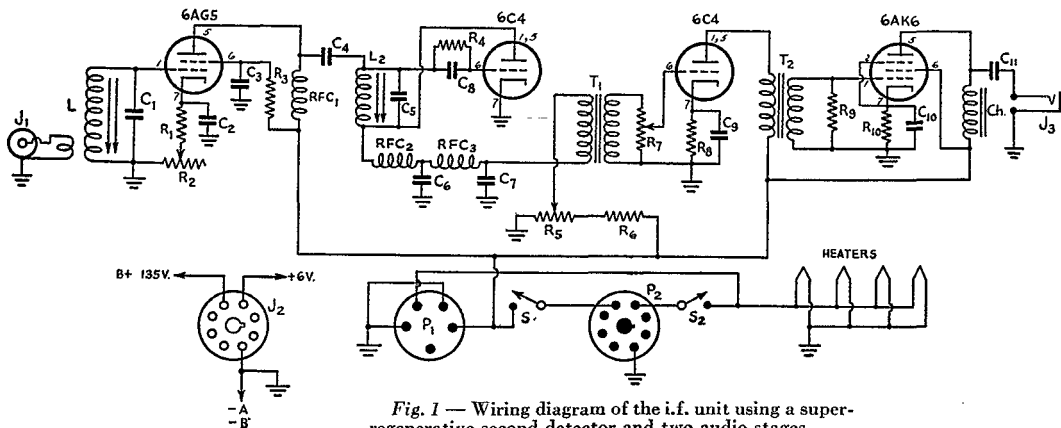 6AG5
6C4
6C4
6AK6
5
1
6
7
L
J1
C1
R1
R2
C2
C3
R3
RFC1
C4
L2
C5
R4
C8
1,5
6
7
RFC2
RFC3
C6
C7
T1
R7
1,5
6
7
R8
C9
T2
R9
R10
C10
5
6
7
Ch.
C11
J3
R5
R6
B+ 135V.
+6V.
J2
-A
-B
P1
S1
P2
S2
HEATERS
Fig. 1 — Wiring diagram of the i.f. unit using a super-
regenerative second detector and two audio stages.